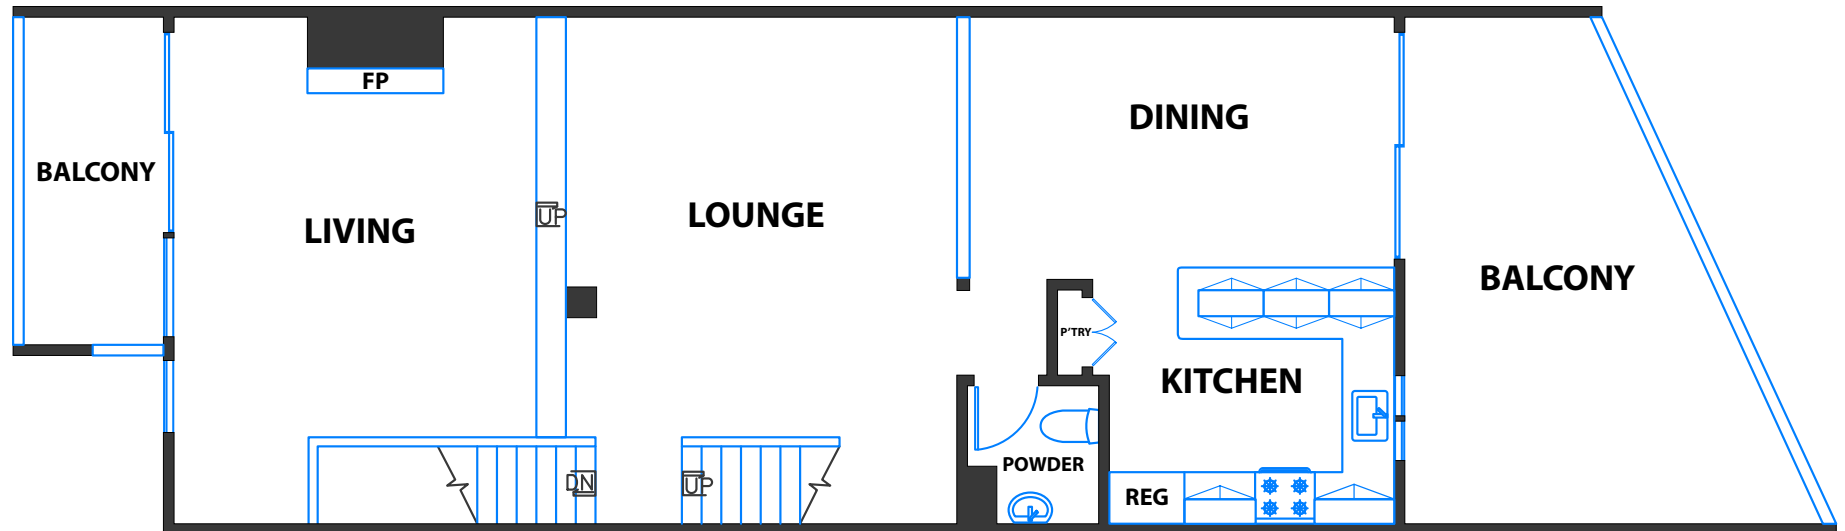 FP
DINING
BALCONY
LIVING
UP
LOUNGE
BALCONY
P'TRY
KITCHEN
POWDER
DN
UP
REG